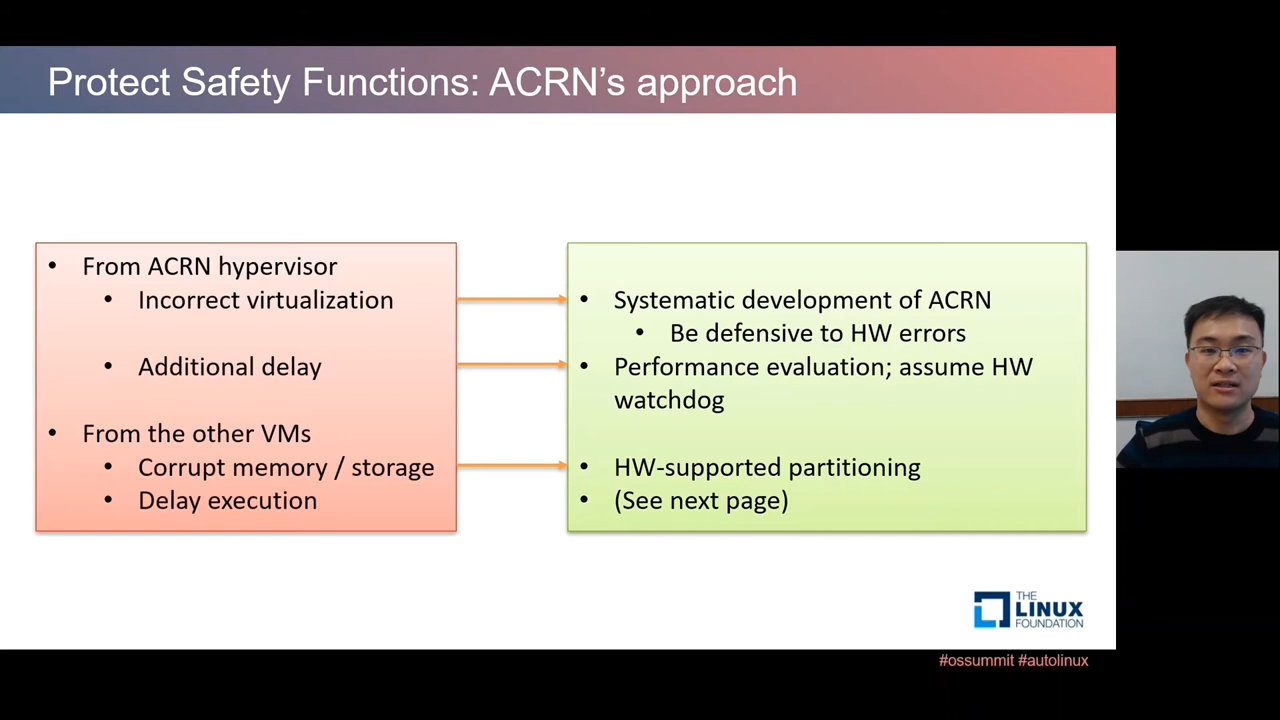 Protect Safety Functions: ACRN's approach
• From ACRN hypervisor
• Incorrect virtualization
• Additional delay
• From the other VMs
• Corrupt memory / storage
• Delay execution
• Systematic development of ACRN
• Be defensive to HW errors
• Performance evaluation; assume HW
watchdog
• HW-supported partitioning
• (See next page)
THE
LINUX
FOUNDATION
#ossummit #autolinux